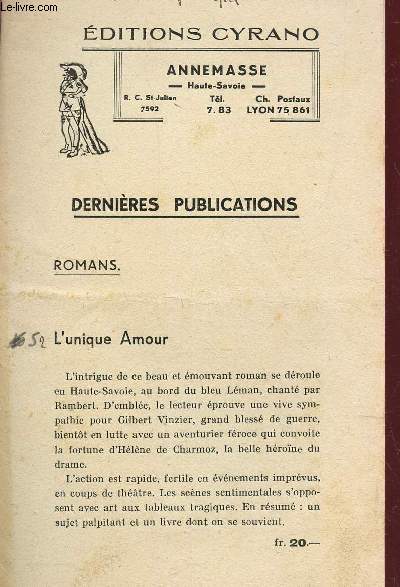 Le-livre.com
ÉDITIONS CYRANO
ANNEMASSE
— Haute-Savoie —
R. C. St-Julien Tél. Ch. Postaux
7592 7.83 LYON 75 861
DERNIÈRES PUBLICATIONS
ROMANS.
52 L'unique Amour
L'intrigue de ce beau et émouvant roman se déroule
en Haute-Savoie, au bord du bleu Léman, chanté par
Rambert. D'emblée, le lecteur éprouve une vive sym-
pathie pour Gilbert Vinzier, grand blessé de guerre,
bientôt en lutte avec un aventurier féroce qui convoite
la fortune d'Hélène de Charmoz, la belle héroïne du
drame.
L'action est rapide, fertile en événements imprévus,
en coups de théâtre. Les scènes sentimentales s'oppo-
sent avec art aux tableaux tragiques. En résumé : un
sujet palpitant et un livre dont on se souvient.
fr. 20.—